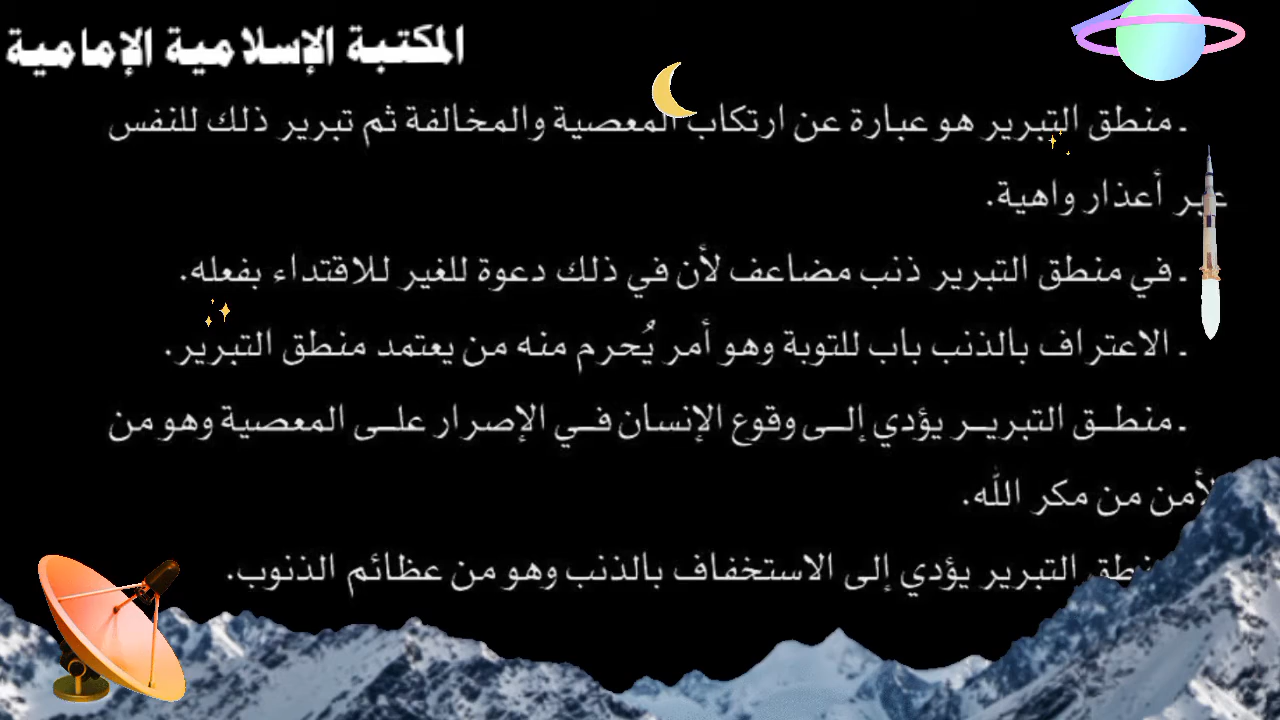 المكتبة الإسلامية الإمامية
. منطق التبرير هو عبارة عن ارتكاب المعصية والمخالفة ثم تبرير ذلك للنفس
عبر أعذار واهية.
. في منطق التبرير ذنب مضاعف لأن في ذلك دعوة للغير للاقتداء بفعله.
. الاعتراف بالذنب باب للتوبة وهو أمر يُحرم منه من يعتمد منطق التبرير.
. منطـق التبريـر يؤدي إلـى وقوع الإنسان فـي الإصرار علـى المعصية وهو من
الأمن من مكر الله.
منطق التبرير يؤدي إلى الاستخفاف بالذنب وهو من عظائم الذنوب.